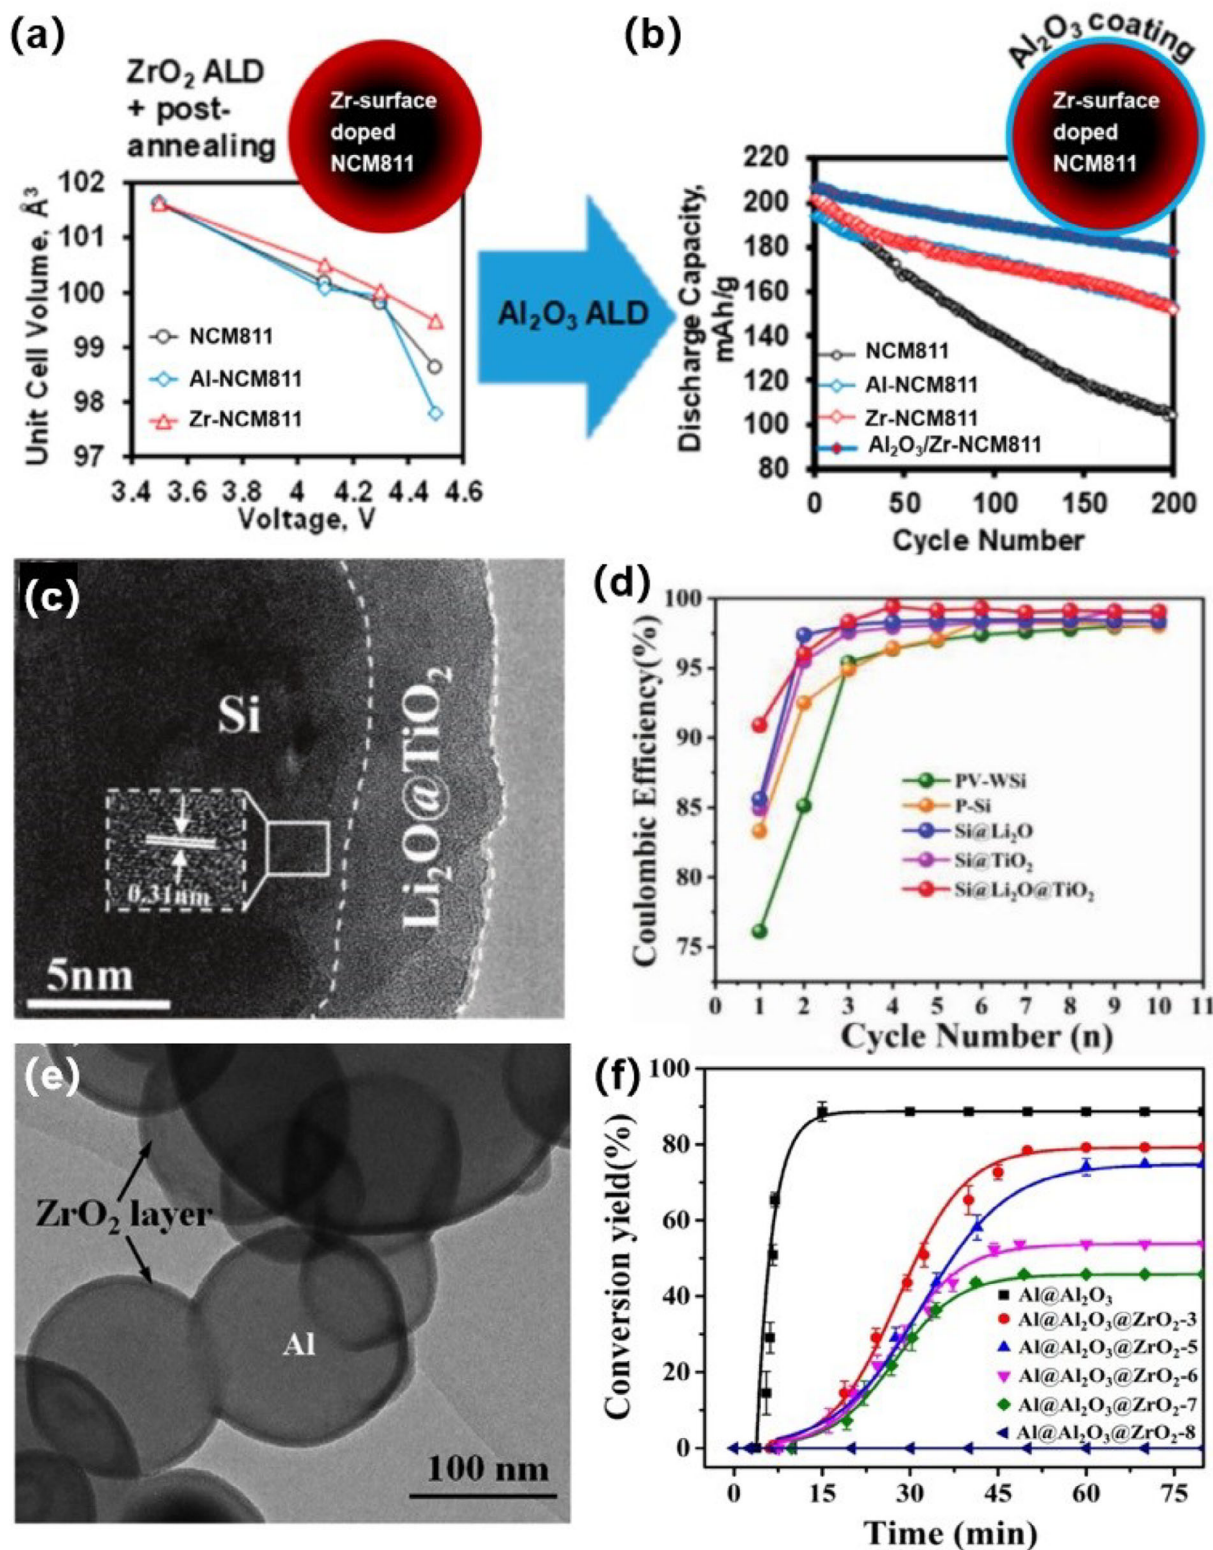 (a)
ZrO₂ ALD
+ post-
annealing
Zr-surface
doped
NCM811
102
101
100
99
98
97
Unit Cell Volume, Å³
NCM811
Al-NCM811
Zr-NCM811
3.4 3.6 3.8 4 4.2 4.4 4.6
Voltage, V
Al₂O₃ ALD
(b)
Al₂O₃ coating
Zr-surface
doped
NCM811
220
200
180
160
140
120
100
80
Discharge Capacity,
mAh/g
NCM811
Al-NCM811
Zr-NCM811
Al₂O₃/Zr-NCM811
0 50 100 150 200
Cycle Number
(c)
Si
Li₂O@TiO₂
0.31nm
5nm
(d)
100
95
90
85
80
75
Coulombic Efficiency(%)
PV-WSi
P-Si
Si@Li₂O
Si@TiO₂
Si@Li₂O@TiO₂
0 1 2 3 4 5 6 7 8 9 10 11
Cycle Number (n)
(e)
ZrO₂ layer
Al
100 nm
(f)
100
80
60
40
20
0
Conversion yield(%)
Al@Al₂O₃
Al@Al₂O₃@ZrO₂-3
Al@Al₂O₃@ZrO₂-5
Al@Al₂O₃@ZrO₂-6
Al@Al₂O₃@ZrO₂-7
Al@Al₂O₃@ZrO₂-8
0 15 30 45 60 75
Time (min)